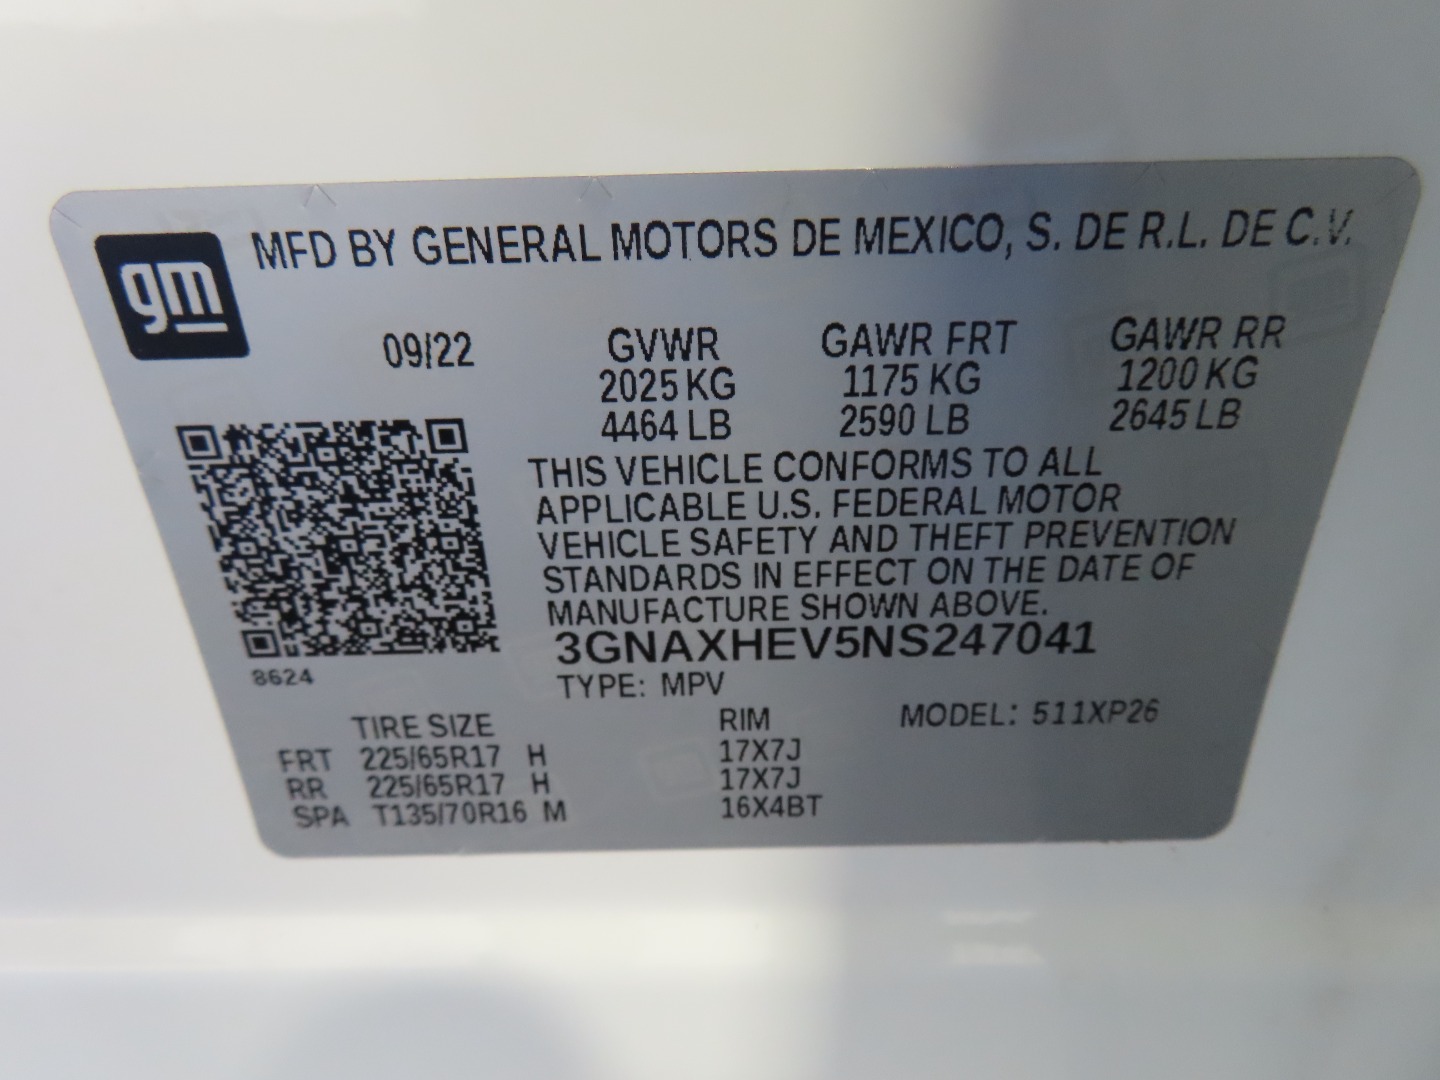 gm
MFD BY GENERAL MOTORS DE MEXICO, S. DE R.L. DE C.V.
09/22 GVWR GAWR FRT GAWR RR
2025 KG 1175 KG 1200 KG
4464 LB 2590 LB 2645 LB
THIS VEHICLE CONFORMS TO ALL
APPLICABLE U.S. FEDERAL MOTOR
VEHICLE SAFETY AND THEFT PREVENTION
STANDARDS IN EFFECT ON THE DATE OF
MANUFACTURE SHOWN ABOVE.
3GNAXHEV5NS247041
8624
TYPE: MPV
TIRE SIZE RIM MODEL: 511XP26
FRT 225/65R17 H 17X7J
RR 225/65R17 H 17X7J
SPA T135/70R16 M 16X4BT